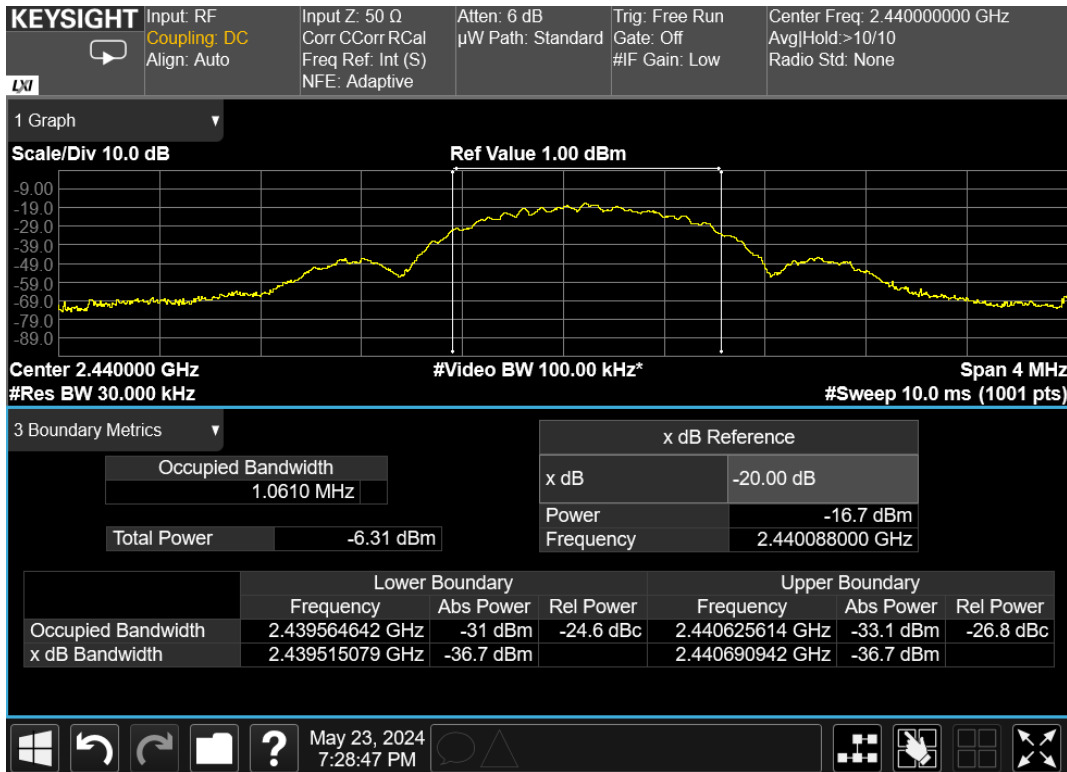 KEYSIGHT Input: RF Input Z: 50 Ω Atten: 6 dB Trig: Free Run Center Freq: 2.440000000 GHz
Coupling: DC Corr CCorr RCal µW Path: Standard Gate: Off Avg|Hold:>10/10
Align: Auto Freq Ref: Int (S) #IF Gain: Low Radio Std: None
LXI NFE: Adaptive
1 Graph
Scale/Div 10.0 dB Ref Value 1.00 dBm
-9.00
-19.0
-29.0
-39.0
-49.0
-59.0
-69.0
-79.0
-89.0
Center 2.440000 GHz #Video BW 100.00 kHz* Span 4 MHz
#Res BW 30.000 kHz #Sweep 10.0 ms (1001 pts)
3 Boundary Metrics
x dB Reference
Occupied Bandwidth
1.0610 MHz
x dB -20.00 dB
Power -16.7 dBm
Total Power -6.31 dBm
Frequency 2.440088000 GHz
Lower Boundary Upper Boundary
Frequency Abs Power Rel Power Frequency Abs Power Rel Power
Occupied Bandwidth 2.439564642 GHz -31 dBm -24.6 dBc 2.440625614 GHz -33.1 dBm -26.8 dBc
x dB Bandwidth 2.439515079 GHz -36.7 dBm 2.440690942 GHz -36.7 dBm
? May 23, 2024
7:28:47 PM